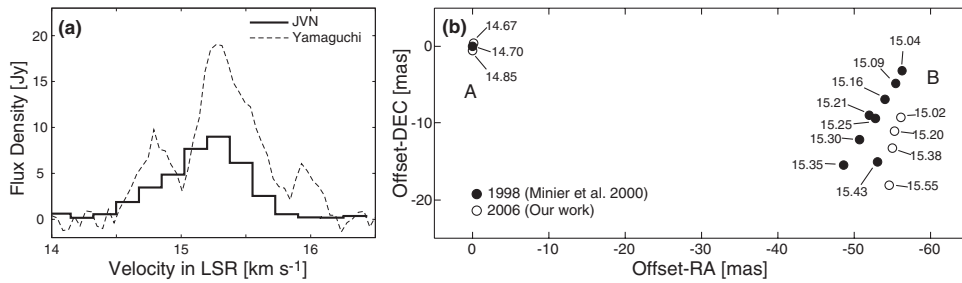 (a)
JVN
Yamaguchi
Flux Density [Jy]
20
15
10
5
0
14
15
16
Velocity in LSR [km s-1]
(b)
Offset-DEC [mas]
0
-10
-20
14.67
14.70
14.85
A
15.04
15.09
B
15.16
15.21
15.02
15.25
15.20
15.30
15.38
15.35
15.43
15.55
1998 (Minier et al. 2000)
2006 (Our work)
0
-10
-20
-30
-40
-50
-60
Offset-RA [mas]